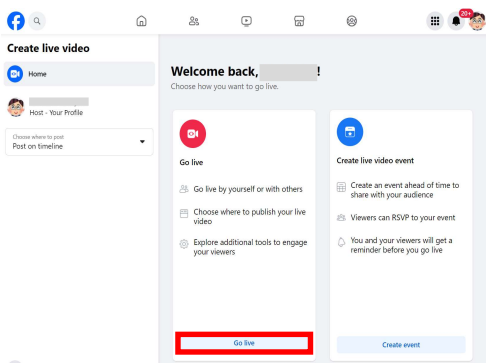 20+
Create live video
Home
Host - Your Profile
Choose where to post
Post on timeline
Welcome back, !
Choose how you want to go live.
Go live
Go live by yourself or with others
Choose where to publish your live
video
Explore additional tools to engage
your viewers
Go live
Create live video event
Create an event ahead of time to
share with your audience
Viewers can RSVP to your event
You and your viewers will get a
reminder before you go live
Create event